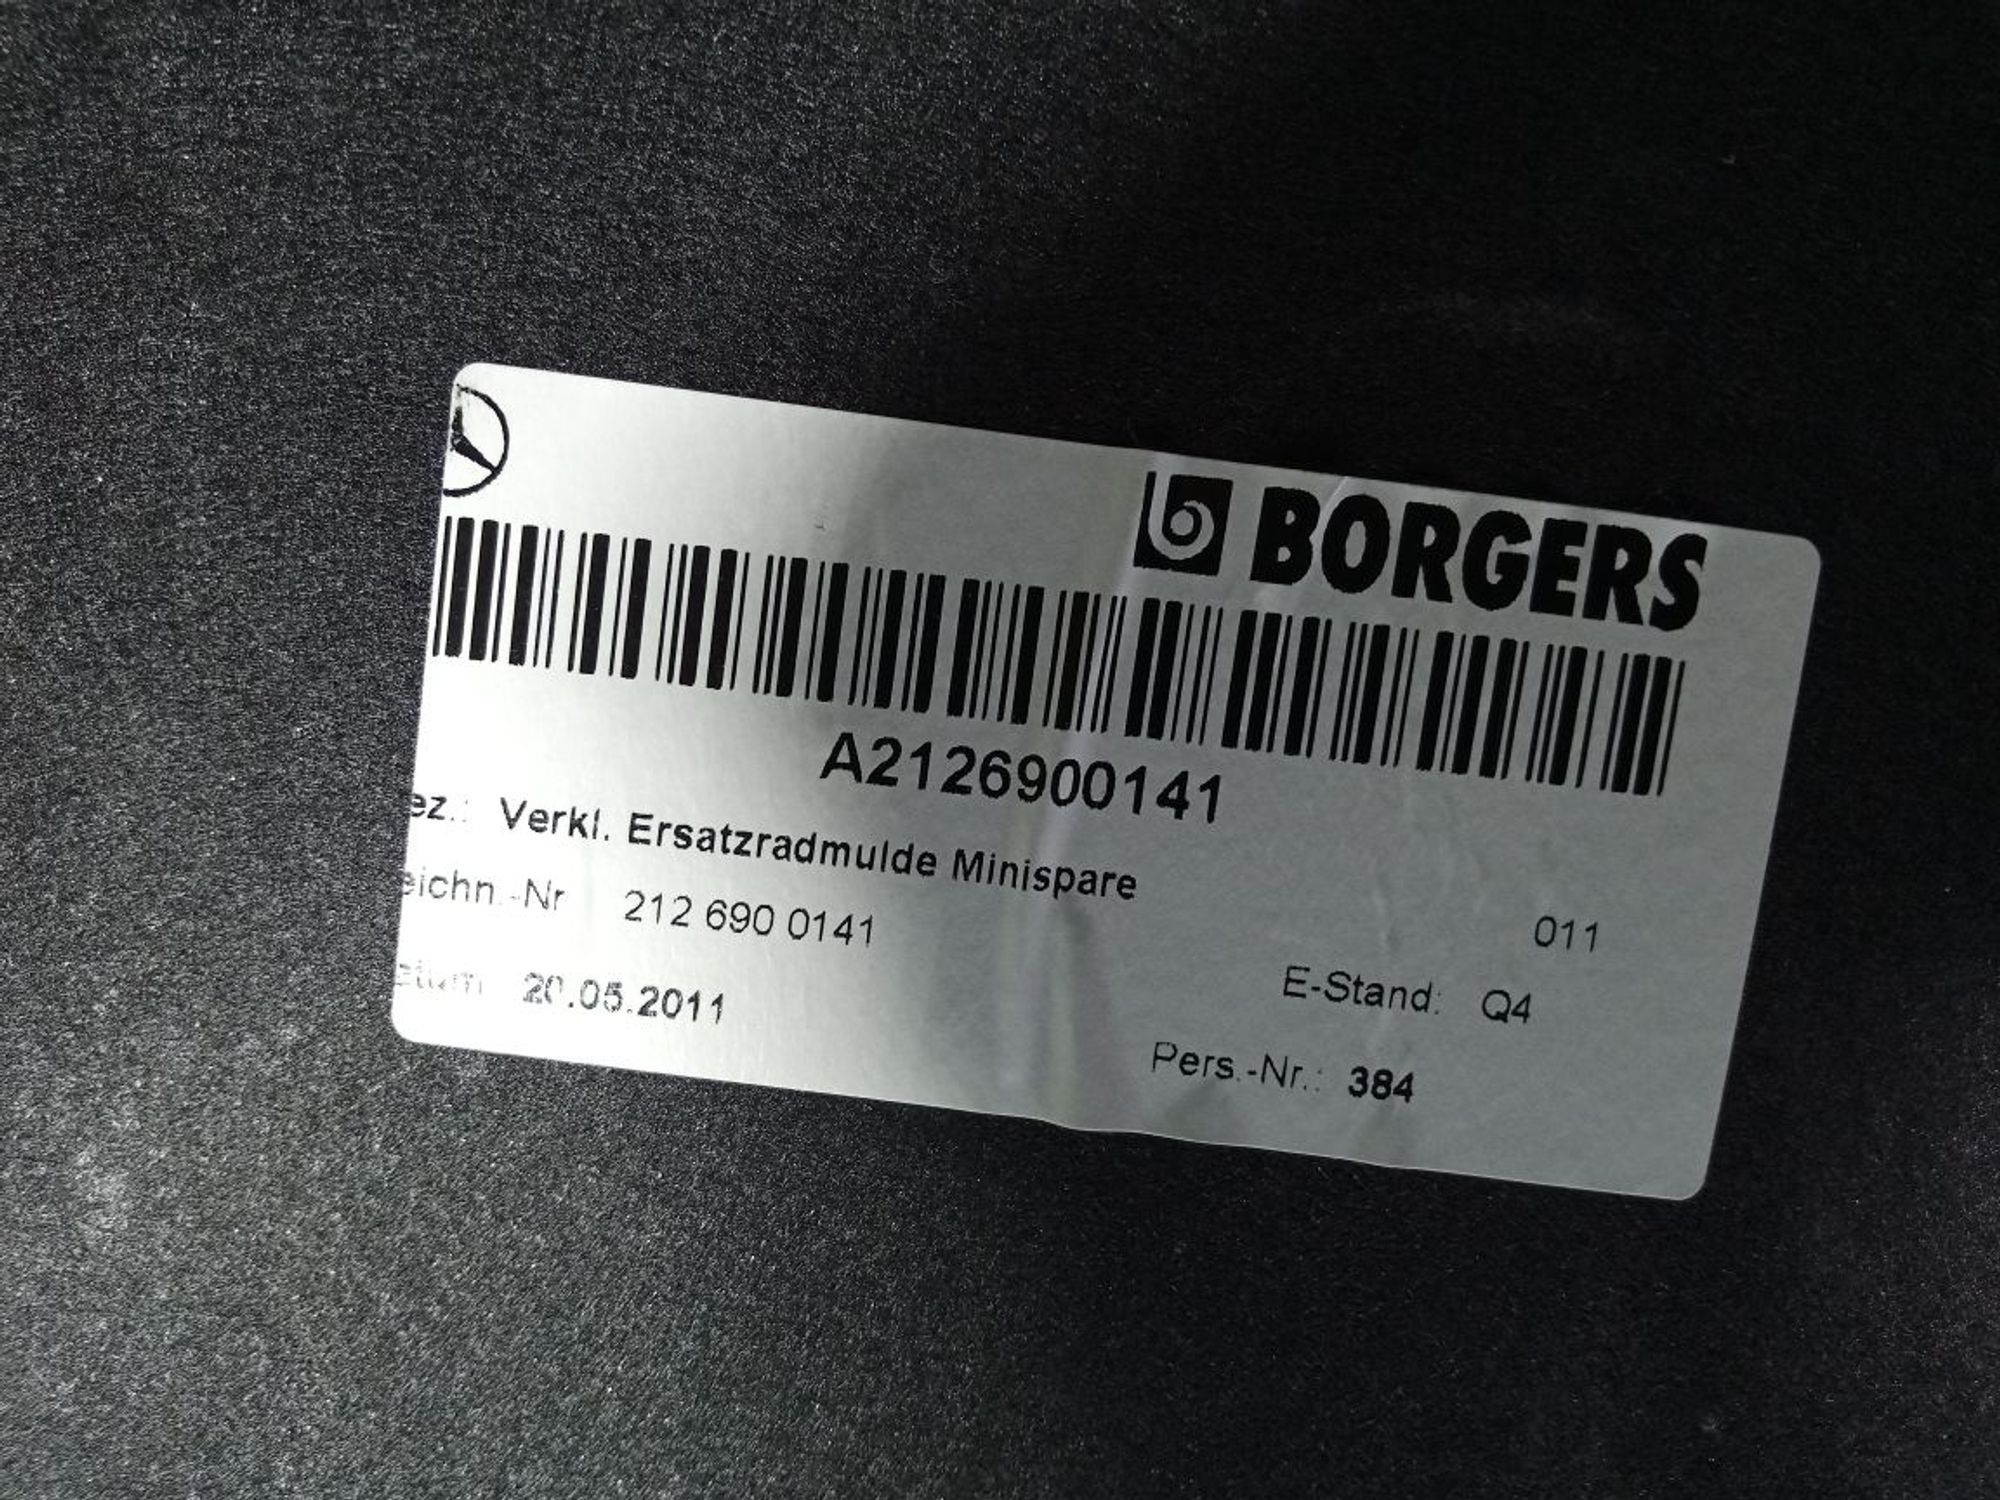 BORGERS
A2126900141
ez.: Verkl. Ersatzradmulde Minispare
eichn.-Nr 212 690 0141
011
E-Stand: Q4
20.05.2011
Pers.-Nr.: 384